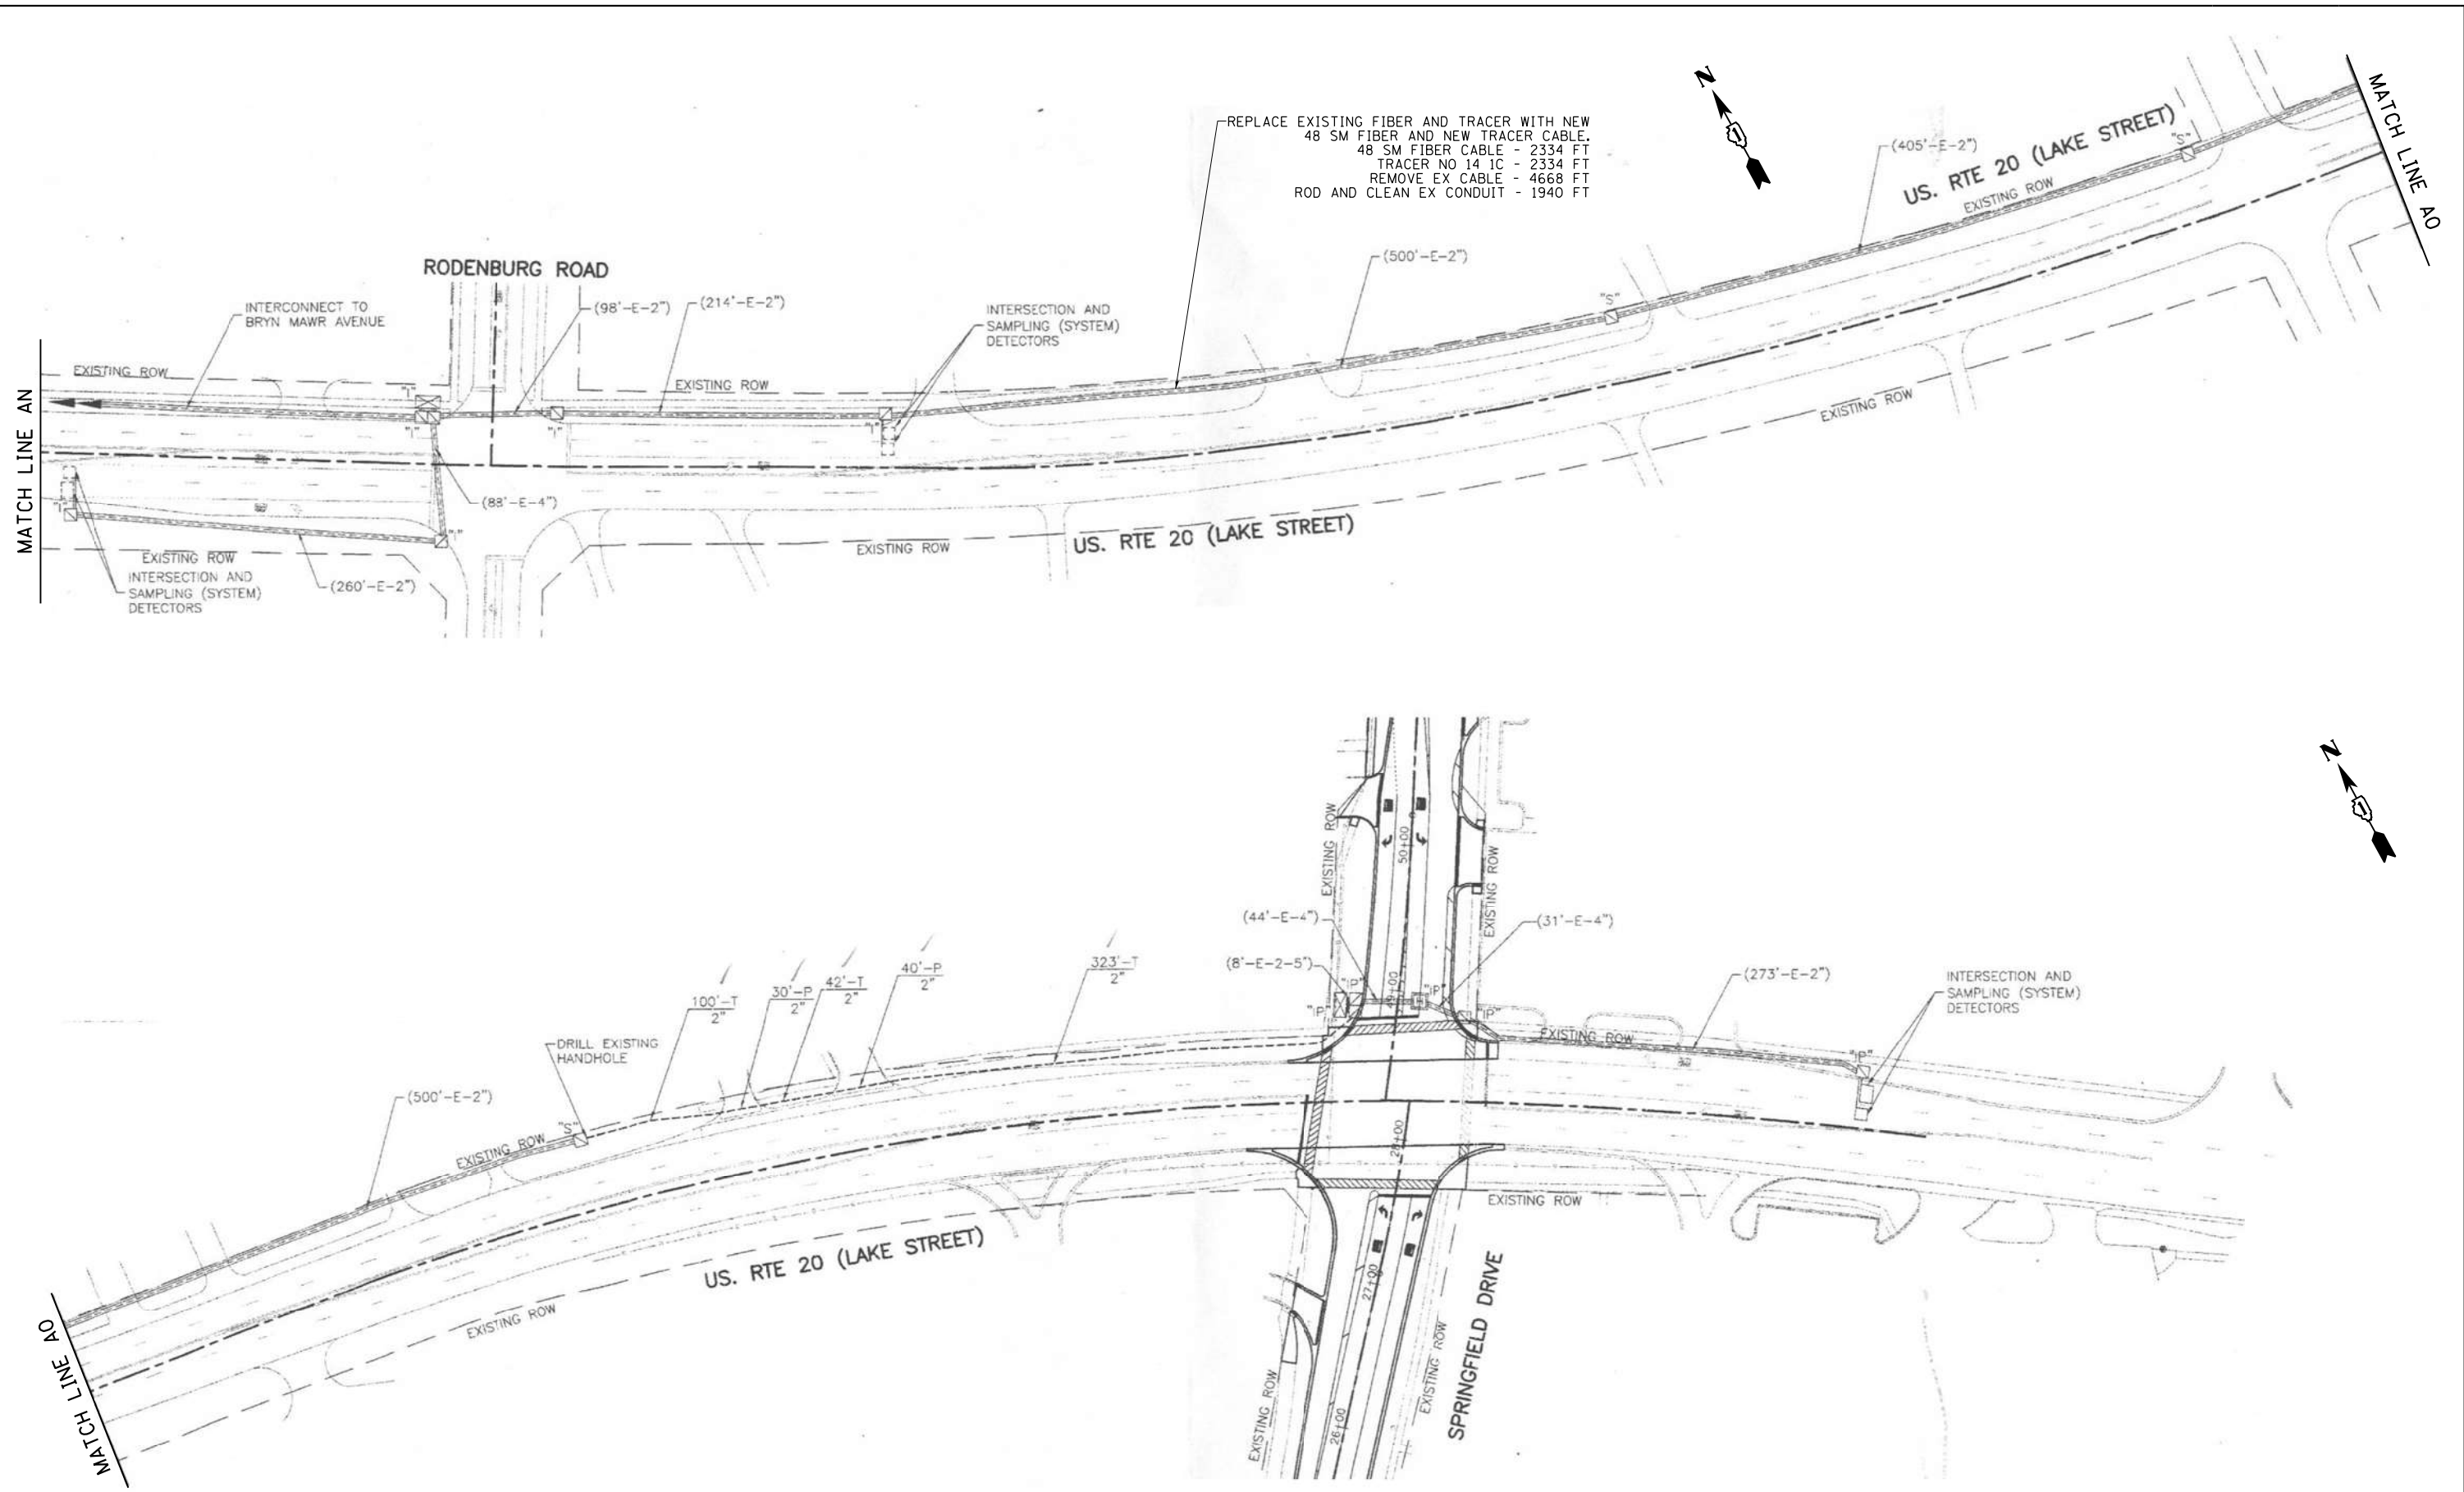 N
REPLACE EXISTING FIBER AND TRACER WITH NEW
48 SM FIBER AND NEW TRACER CABLE.
48 SM FIBER CABLE - 2334 FT
TRACER NO 14 1C - 2334 FT
REMOVE EX CABLE - 4668 FT
ROD AND CLEAN EX CONDUIT - 1940 FT
(405'-E-2")
"S"
US. RTE 20 (LAKE STREET)
EXISTING ROW
MATCH LINE AO
(500'-E-2")
"S"
RODENBURG ROAD
INTERCONNECT TO
BRYN MAWR AVENUE
(98'-E-2")
(214'-E-2")
INTERSECTION AND
SAMPLING (SYSTEM)
DETECTORS
EXISTING ROW
EXISTING ROW
"I"
"I"
"I"
"I"
EXISTING ROW
MATCH LINE AN
(88'-E-4")
"I"
"I"
EXISTING ROW
INTERSECTION AND
SAMPLING (SYSTEM)
DETECTORS
(260'-E-2")
EXISTING ROW
US. RTE 20 (LAKE STREET)
N
EXISTING ROW
50+00
EXISTING ROW
(44'-E-4")
(31'-E-4")
(8'-E-2-5")
"IP"
"IP"
"IP"
"IP"
49+00
100'-T
2"
30'-P
2"
42'-T
2"
40'-P
2"
323'-T
2"
(273'-E-2")
INTERSECTION AND
SAMPLING (SYSTEM)
DETECTORS
EXISTING ROW
"IP"
DRILL EXISTING
HANDHOLE
(500'-E-2")
"S"
EXISTING ROW
28+00
EXISTING ROW
US. RTE 20 (LAKE STREET)
EXISTING ROW
27+00
SPRINGFIELD DRIVE
EXISTING ROW
EXISTING ROW
26+00
MATCH LINE AO